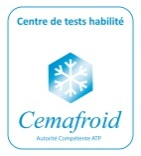 Centre de tests habilité
Cemafroid
Autorité Compétente ATP